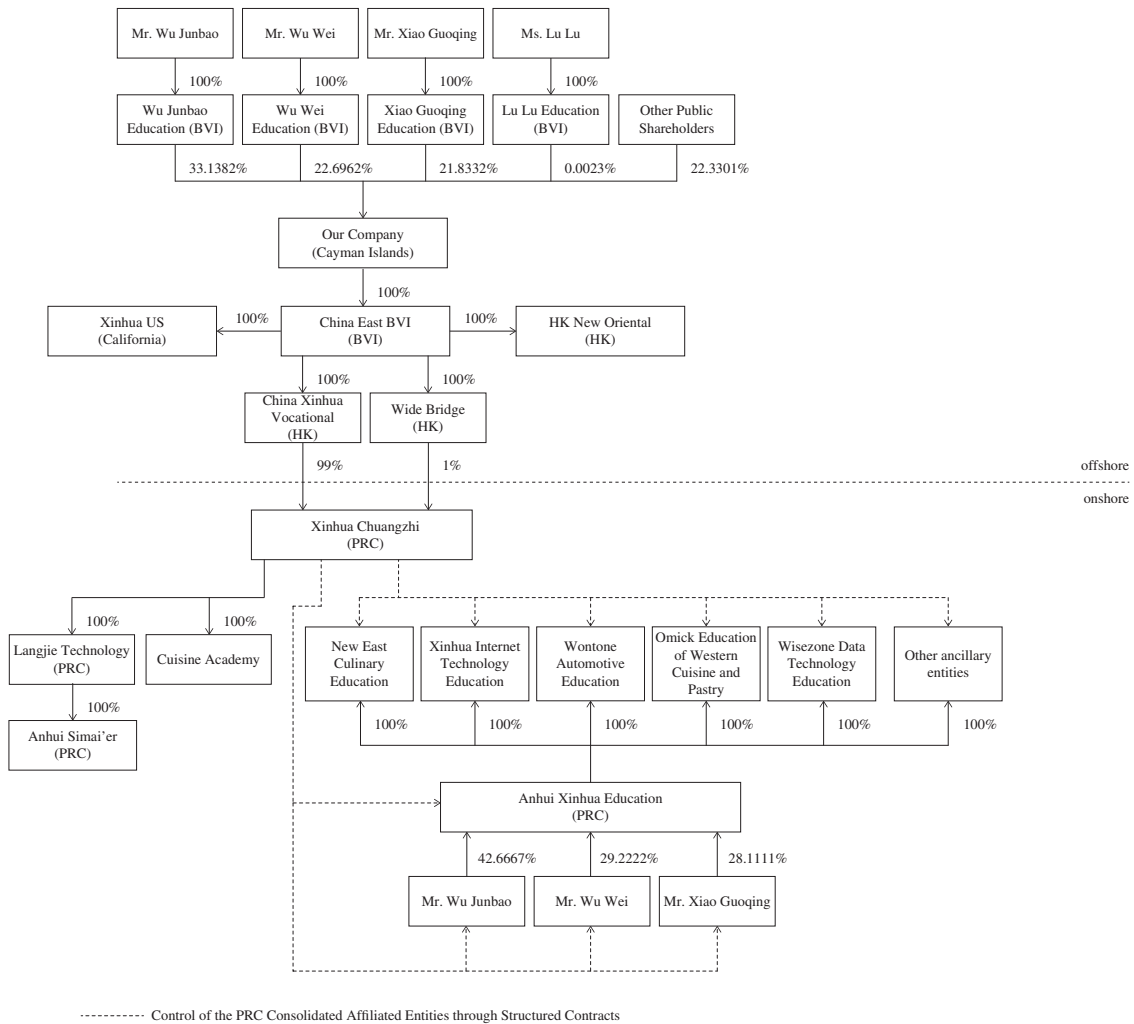 Mr. Wu Junbao
Mr. Wu Wei
Mr. Xiao Guoqing
Ms. Lu Lu
100%
100%
100%
100%
Wu Junbao
Education (BVI)
Wu Wei
Education (BVI)
Xiao Guoqing
Education (BVI)
Lu Lu Education
(BVI)
Other Public
Shareholders
33.1382%
22.6962%
21.8332%
0.0023%
22.3301%
Our Company
(Cayman Islands)
100%
Xinhua US
(California)
100%
China East BVI
(BVI)
100%
HK New Oriental
(HK)
100%
100%
China Xinhua
Vocational
(HK)
Wide Bridge
(HK)
99%
1%
offshore
onshore
Xinhua Chuangzhi
(PRC)
100%
100%
Langjie Technology
(PRC)
Cuisine Academy
New East
Culinary
Education
Xinhua Internet
Technology
Education
Wontone
Automotive
Education
Omick Education
of Western
Cuisine and
Pastry
Wisezone Data
Technology
Education
Other ancillary
entities
100%
Anhui Simai'er
(PRC)
100%
100%
100%
100%
100%
100%
Anhui Xinhua Education
(PRC)
42.6667%
29.2222%
28.1111%
Mr. Wu Junbao
Mr. Wu Wei
Mr. Xiao Guoqing
Control of the PRC Consolidated Affiliated Entities through Structured Contracts